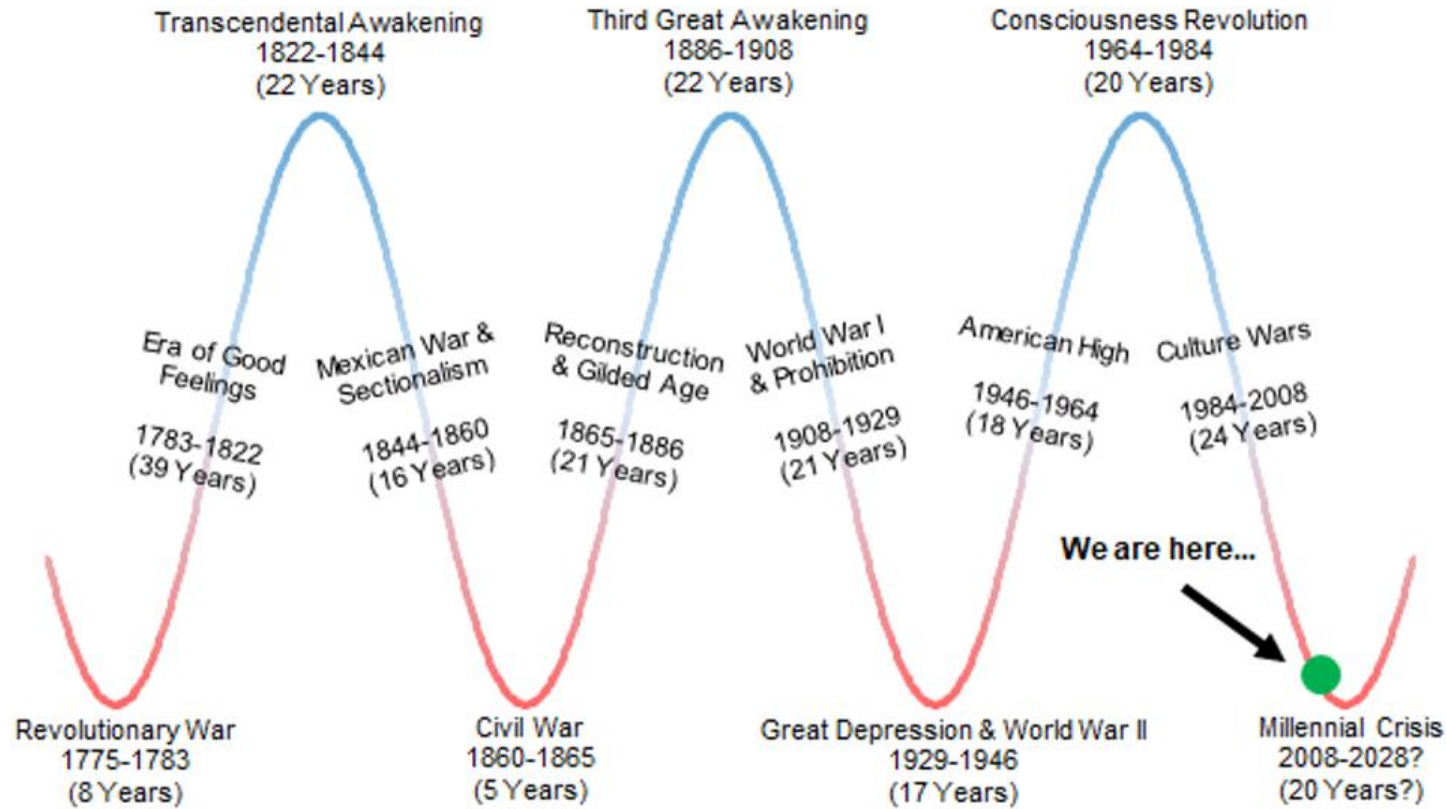 Transcendental Awakening
1822-1844
(22 Years)
Third Great Awakening
1886-1908
(22 Years)
Consciousness Revolution
1964-1984
(20 Years)
Era of Good
Feelings
1783-1822
(39 Years)
Mexican War &
Sectionalism
1844-1860
(16 Years)
Reconstruction
& Gilded Age
1865-1886
(21 Years)
World War I
& Prohibition
1908-1929
(21 Years)
American High
1946-1964
(18 Years)
Culture Wars
1984-2008
(24 Years)
We are here...
Revolutionary War
1775-1783
(8 Years)
Civil War
1860-1865
(5 Years)
Great Depression & World War II
1929-1946
(17 Years)
Millennial Crisis
2008-2028?
(20 Years?)